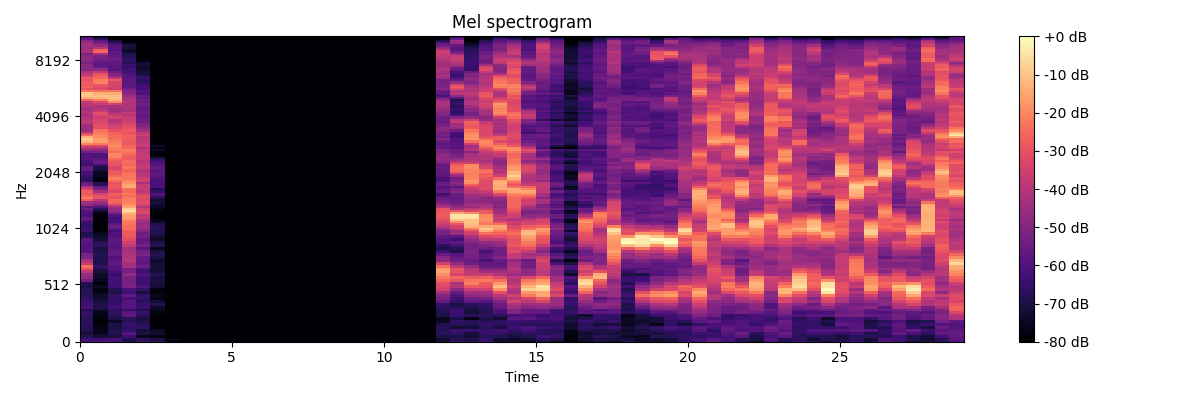 Mel spectrogram
+0 dB
8192
-10 dB
-20 dB
4096
-30 dB
2048
-40 dB
Hz
-50 dB
1024
-60 dB
512
-70 dB
0
-80 dB
0 5 10 15 20 25
Time